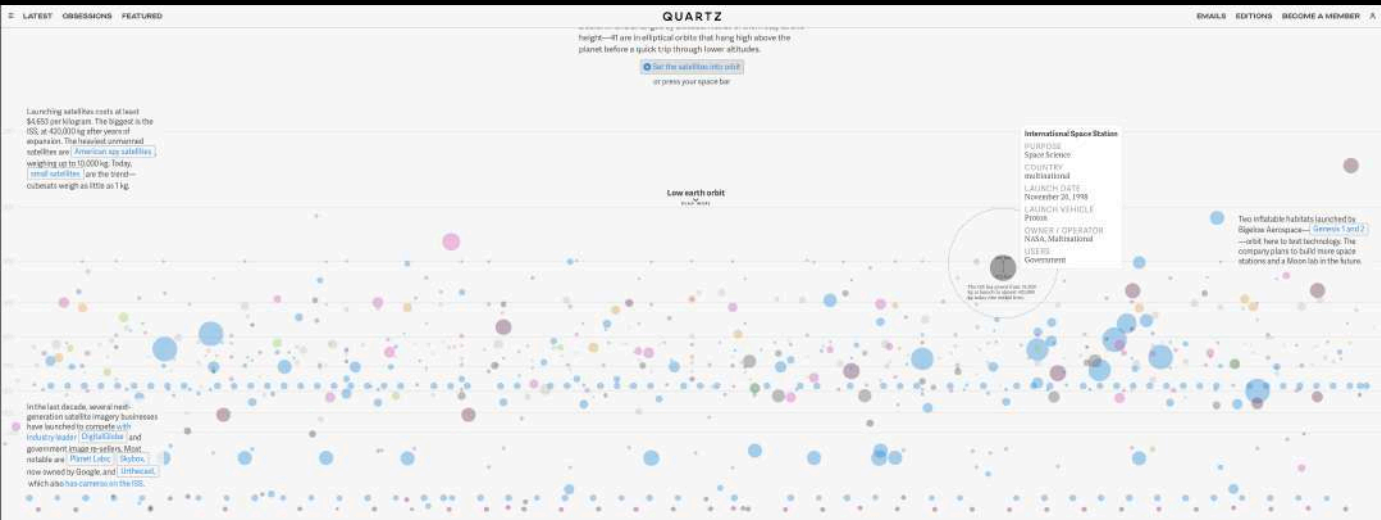 ☰ LATEST OBSESSIONS FEATURED
QUARTZ
EMAILS EDITIONS BECOME A MEMBER
height—41 are in elliptical orbits that hang high above the
planet before a quick trip through lower altitudes.
Set the satellites into orbit
or press your space bar
Launching satellites costs at least
$4,653 per kilogram. The biggest is the
ISS, at 420,000 kg after years of
expansion. The heaviest unmanned
satellites are American spy satellites,
weighing up to 10,000 kg. Today,
small satellites are the trend—
cubesats weigh as little as 1 kg.
Low earth orbit
International Space Station
PURPOSE
Space Science
COUNTRY
multinational
LAUNCH DATE
November 20, 1998
LAUNCH VEHICLE
Proton
OWNER / OPERATOR
NASA, Multinational
USERS
Government
Two inflatable habitats launched by
Bigelow Aerospace—Genesis 1 and 2
—orbit here to test technology. The
company plans to build more space
stations and a Moon lab in the future.
In the last decade, several next-
generation satellite imagery businesses
have launched to compete with
industry leader DigitalGlobe and
government image re-sellers. Most
notable are Planet Labs, Skybox,
now owned by Google, and Urthecast,
which also has cameras on the ISS.